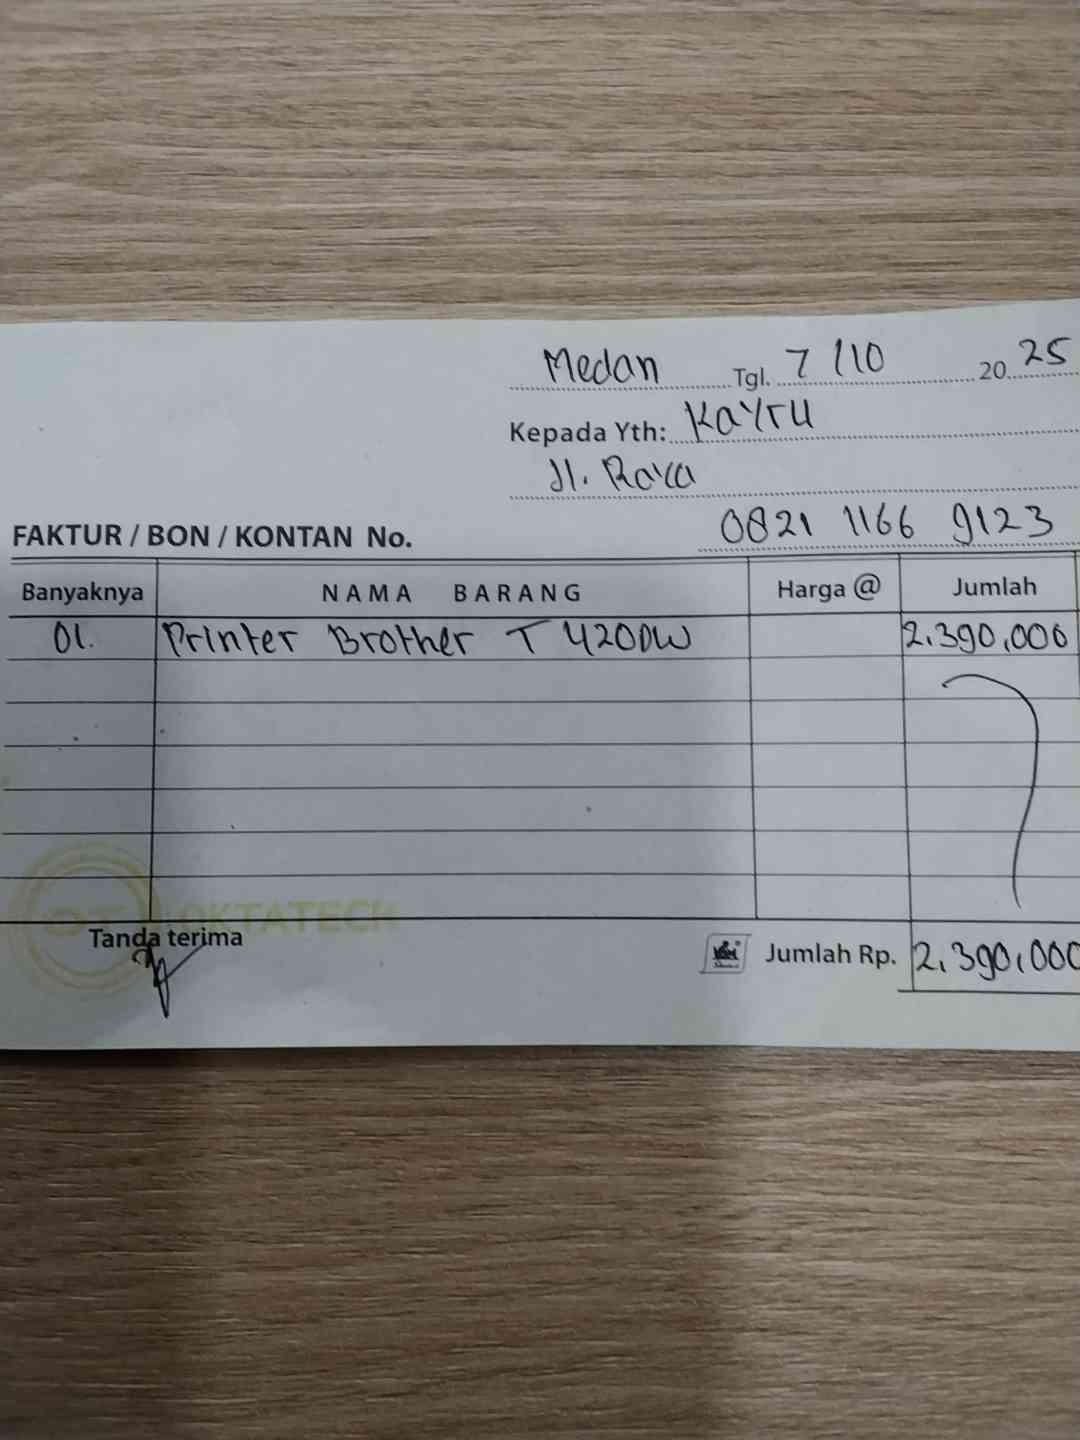 Medan Tgl. 7/10 20 25
Kepada Yth: Kayru
Jl. Raya
FAKTUR / BON / KONTAN No. 0821 1166 9123
Banyaknya NAMA BARANG Harga @ Jumlah
01. Printer Brother T 420DW 2.390.000
OKTATECH
Tanda terima Jumlah Rp. 2.390.000